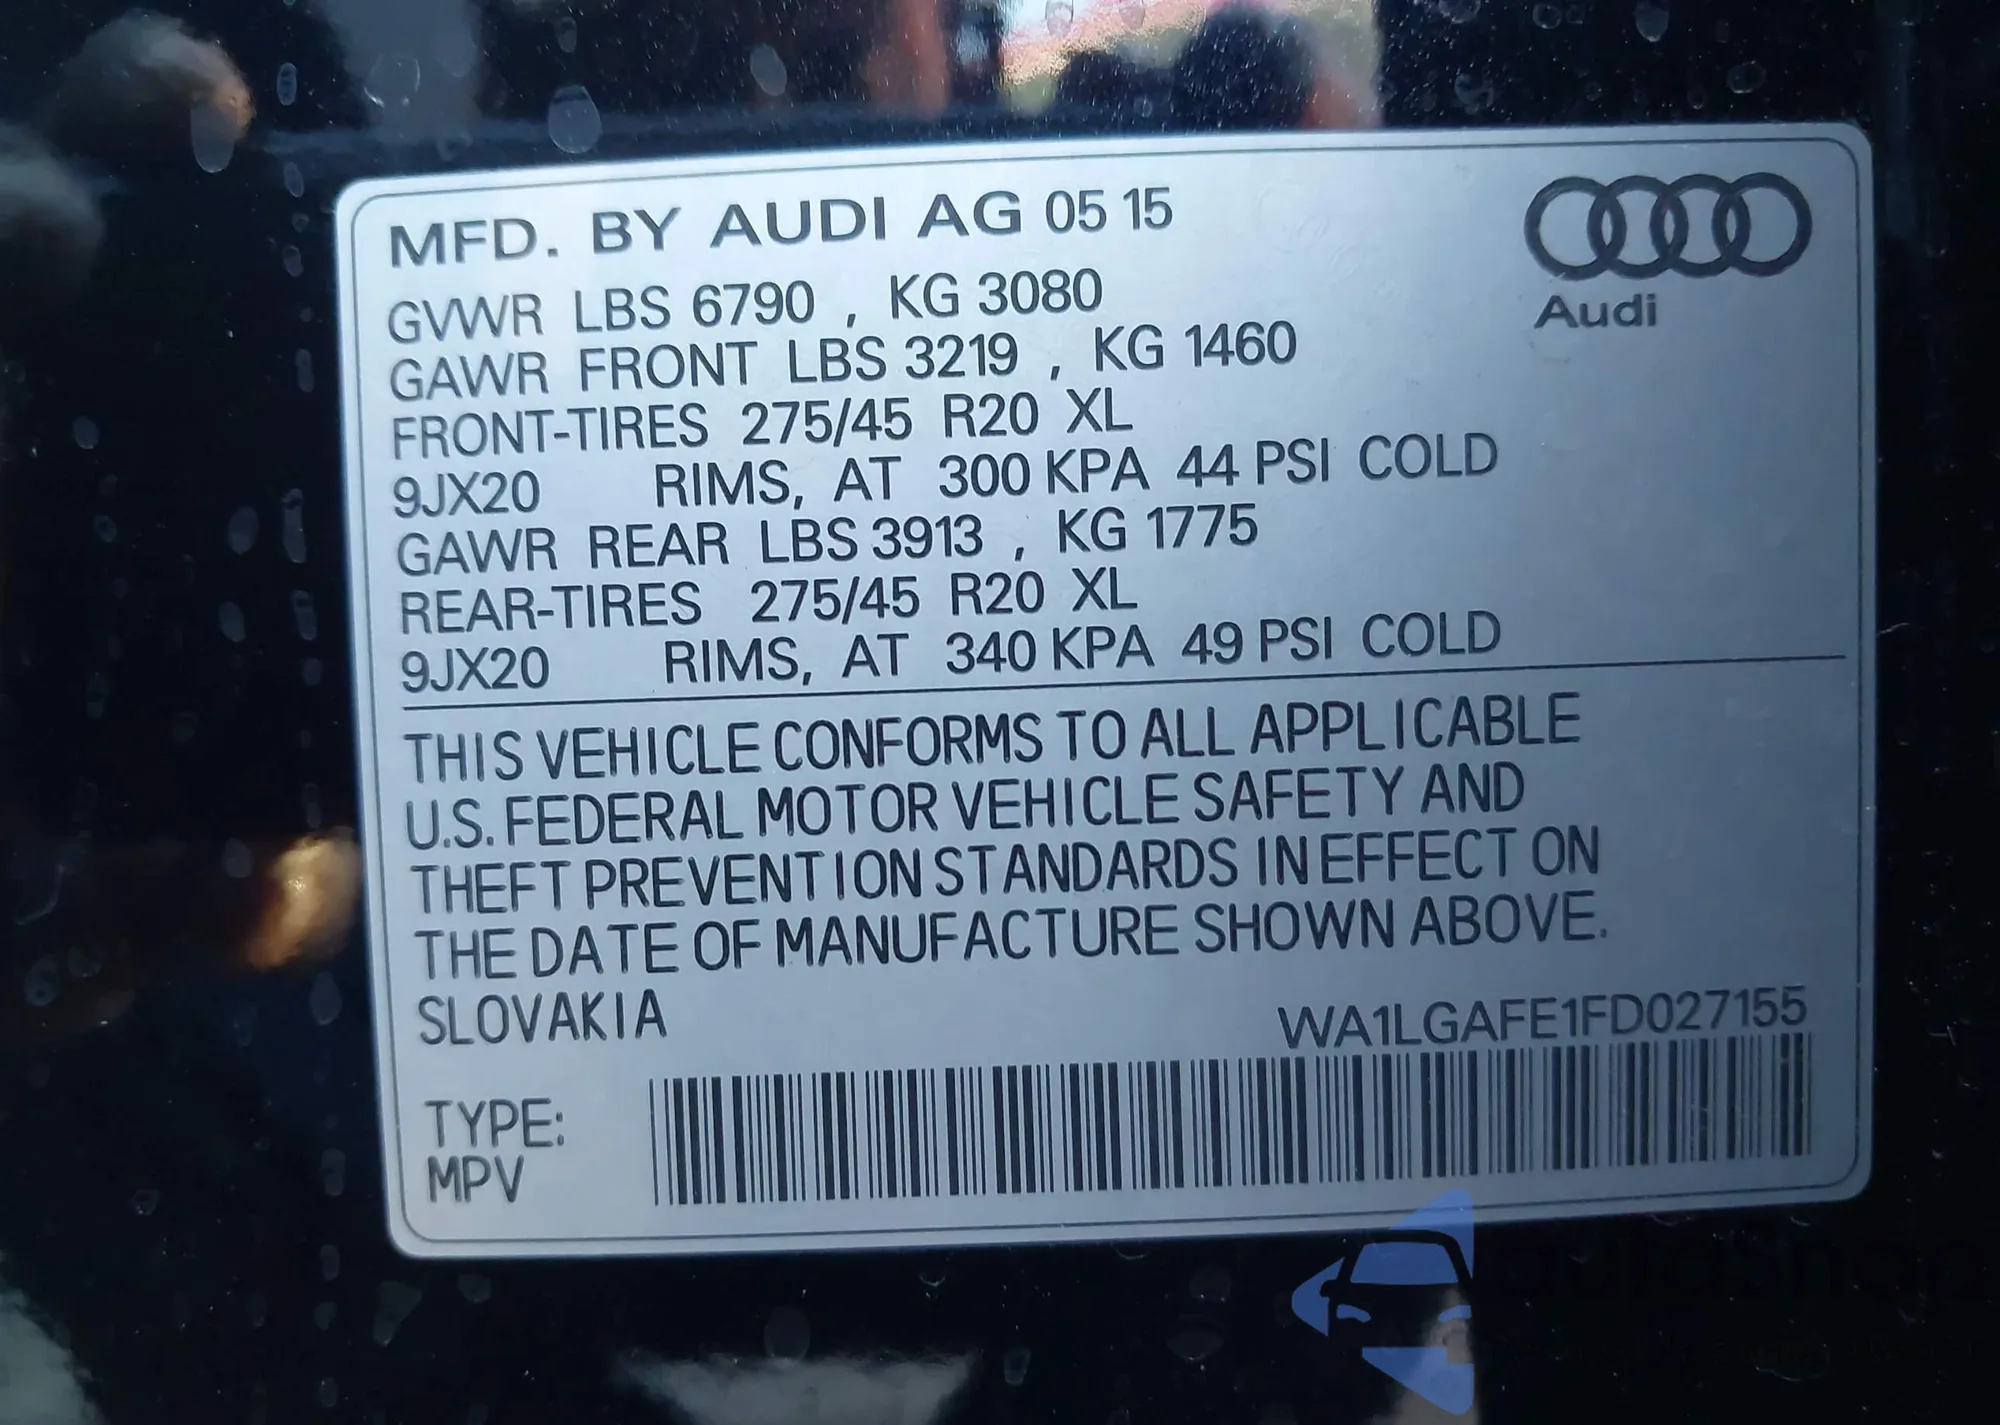 MFD. BY AUDI AG 05 15
GVWR LBS 6790 , KG 3080
GAWR FRONT LBS 3219 , KG 1460
FRONT-TIRES 275/45 R20 XL
9JX20 RIMS, AT 300 KPA 44 PSI COLD
GAWR REAR LBS 3913 , KG 1775
REAR-TIRES 275/45 R20 XL
9JX20 RIMS, AT 340 KPA 49 PSI COLD
Audi
THIS VEHICLE CONFORMS TO ALL APPLICABLE
U.S. FEDERAL MOTOR VEHICLE SAFETY AND
THEFT PREVENTION STANDARDS IN EFFECT ON
THE DATE OF MANUFACTURE SHOWN ABOVE.
SLOVAKIA
WA1LGAFE1FD027155
TYPE:
MPV